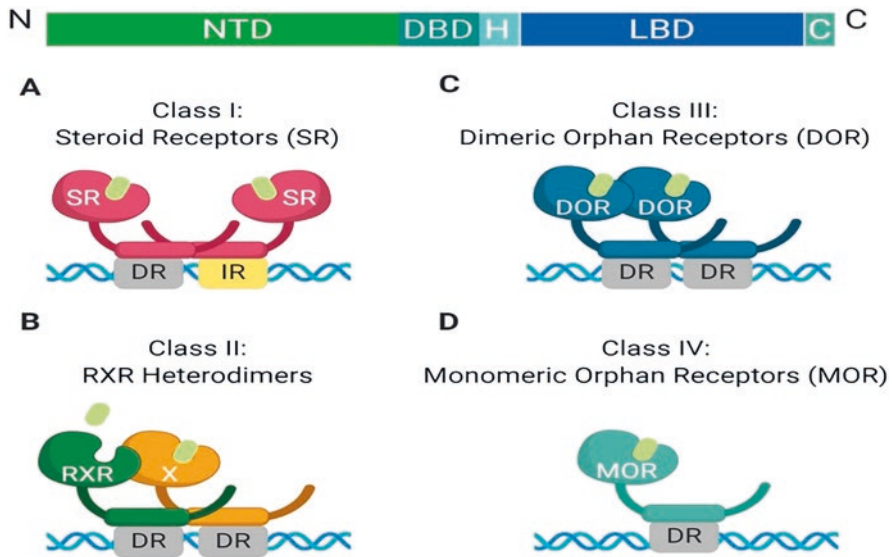 N NTD DBD H LBD C C
A
Class I:
Steroid Receptors (SR)
SR SR
DR IR
B
Class II:
RXR Heterodimers
RXR X
DR DR
C
Class III:
Dimeric Orphan Receptors (DOR)
DOR DOR
DR DR
D
Class IV:
Monomeric Orphan Receptors (MOR)
MOR
DR